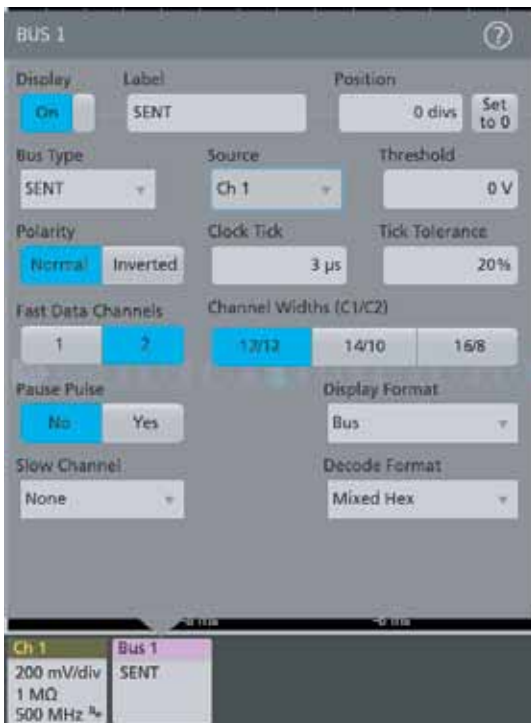 BUS 1 ?
Display Label Position
On SENT 0 divs Set to 0
Bus Type Source Threshold
SENT Ch 1 0 V
Polarity Clock Tick Tick Tolerance
Normal Inverted 3 µs 20%
Fast Data Channels Channel Widths (C1/C2)
1 2 12/12 14/10 16/8
Pause Pulse Display Format
No Yes Bus
Slow Channel Decode Format
None Mixed Hex
Ch 1 Bus 1
200 mV/div SENT
1 MΩ
500 MHz